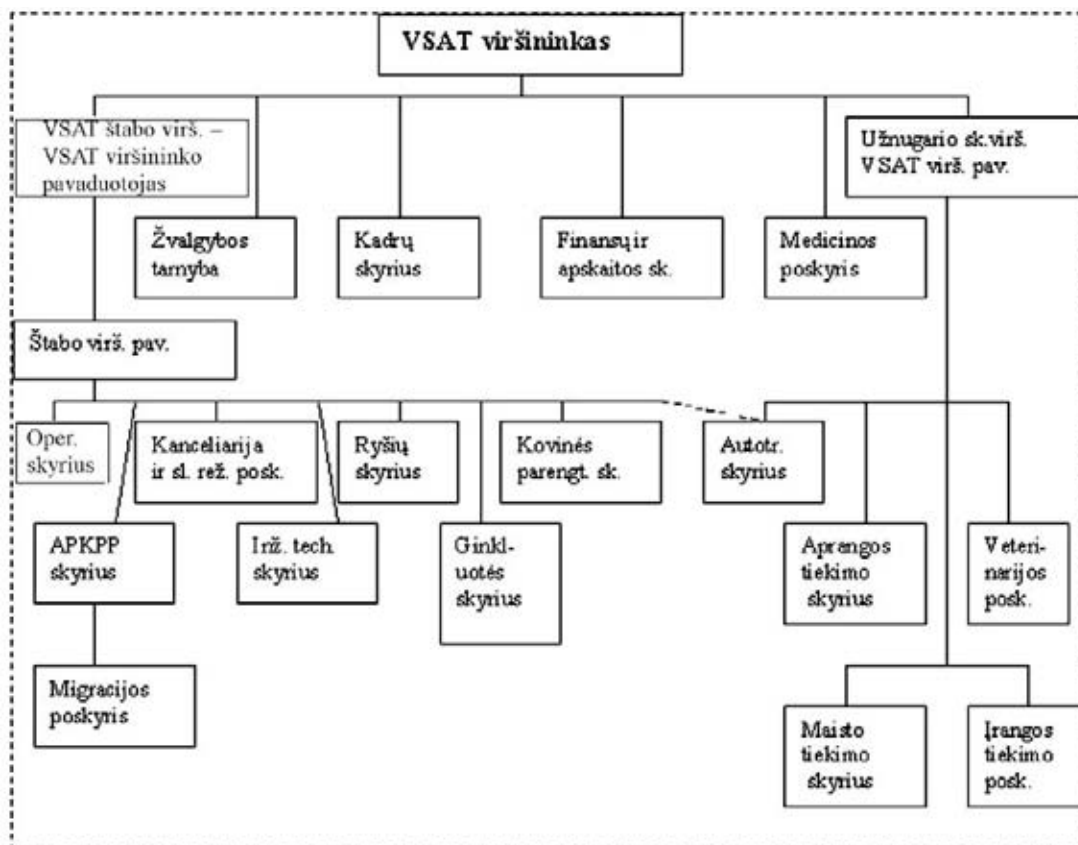 VSAT viršininkas
VSAT štabo virš. –
VSAT viršininko
pavaduotojas
Užnugario sk.virš.
VSAT virš. pav.
Žvalgybos
tarnyba
Kadrų
skyrius
Finansų ir
apskaitos sk.
Medicinos
poskyris
Štabo virš. pav.
Oper.
skyrius
Kanceliarija
ir sl. rež. posk.
Ryšių
skyrius
Kovinės
parengt. sk.
Autotr.
skyrius
APKPP
skyrius
Inž. tech.
skyrius
Ginkl-
uotės
skyrius
Aprangos
tiekimo
skyrius
Veteri-
narijos
posk.
Migracijos
poskyris
Maisto
tiekimo
skyrius
Įrangos
tiekimo
posk.